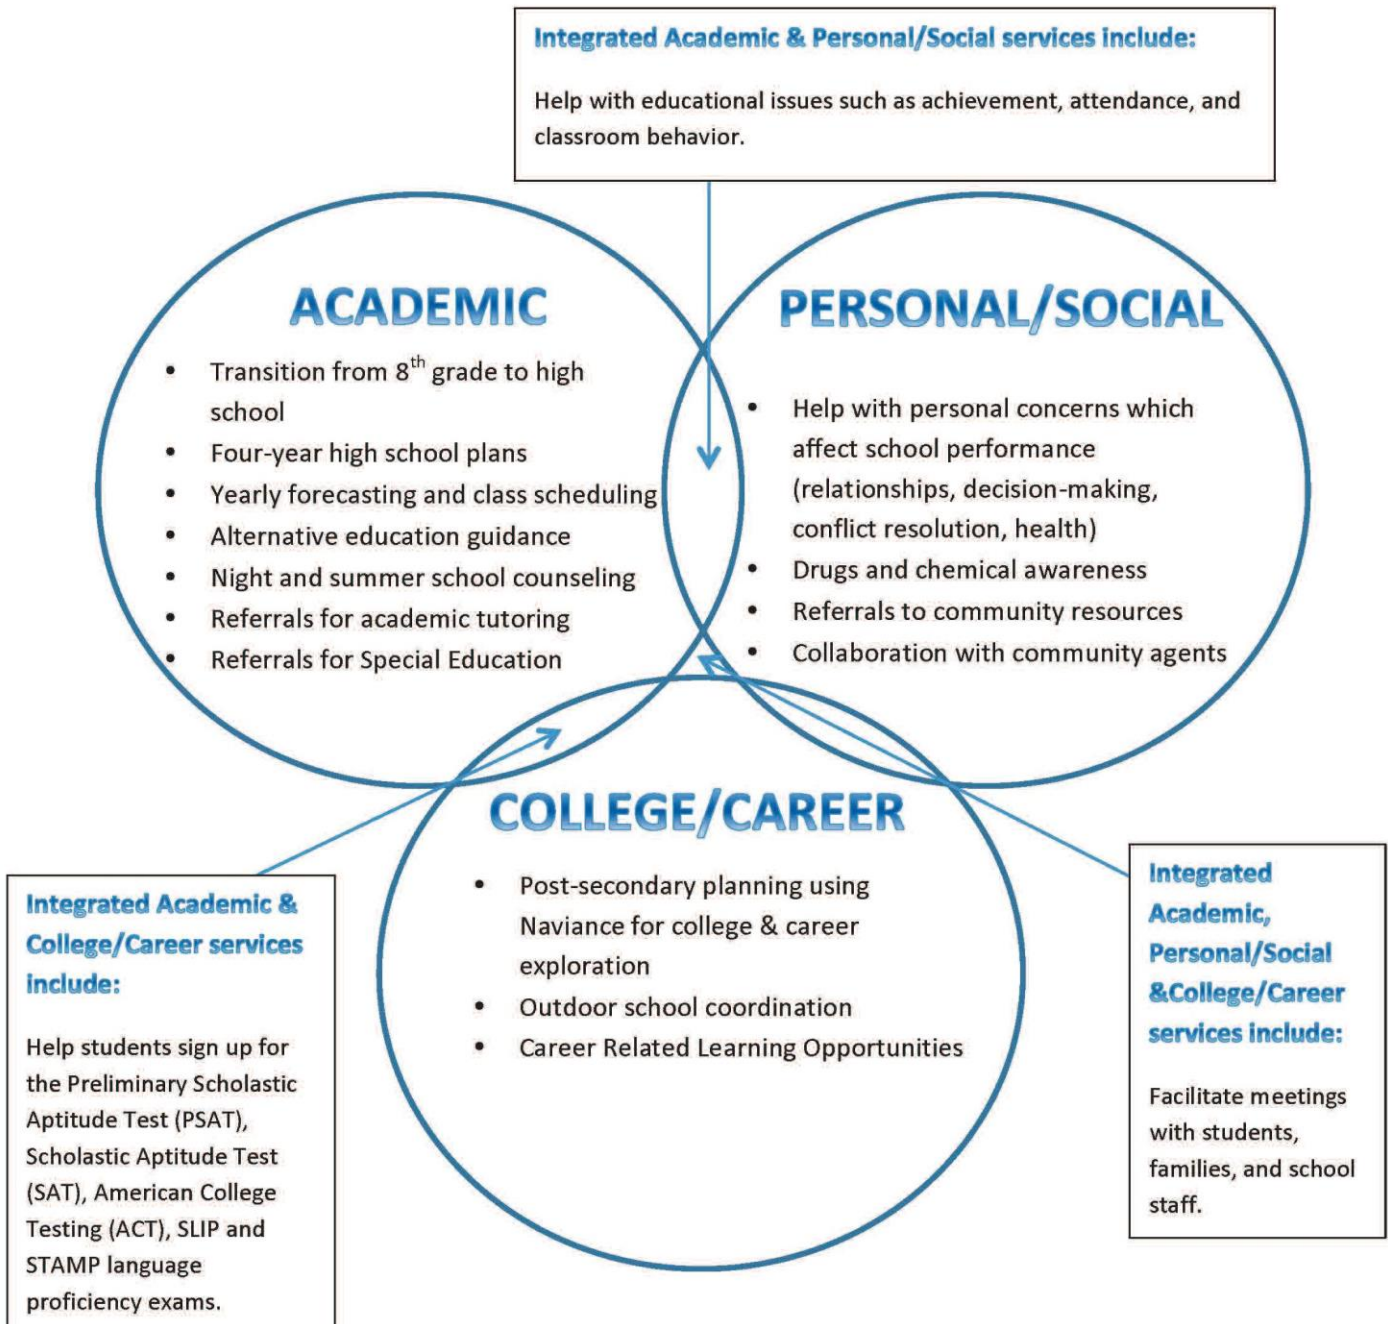 Integrated Academic & Personal/Social services include:
Help with educational issues such as achievement, attendance, and
classroom behavior.
ACADEMIC
• Transition from 8th grade to high
school
• Four-year high school plans
• Yearly forecasting and class scheduling
• Alternative education guidance
• Night and summer school counseling
• Referrals for academic tutoring
• Referrals for Special Education
PERSONAL/SOCIAL
• Help with personal concerns which
affect school performance
(relationships, decision-making,
conflict resolution, health)
• Drugs and chemical awareness
• Referrals to community resources
• Collaboration with community agents
COLLEGE/CAREER
• Post-secondary planning using
Naviance for college & career
exploration
• Outdoor school coordination
• Career Related Learning Opportunities
Integrated Academic &
College/Career services
include:
Help students sign up for
the Preliminary Scholastic
Aptitude Test (PSAT),
Scholastic Aptitude Test
(SAT), American College
Testing (ACT), SLIP and
STAMP language
proficiency exams.
Integrated
Academic,
Personal/Social
&College/Career
services include:
Facilitate meetings
with students,
families, and school
staff.